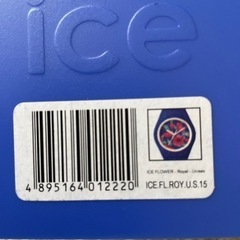 ice
ICE FLOWER - Royal - Unisex
4 895164 012220
ICE.FL.ROY.U.S.15